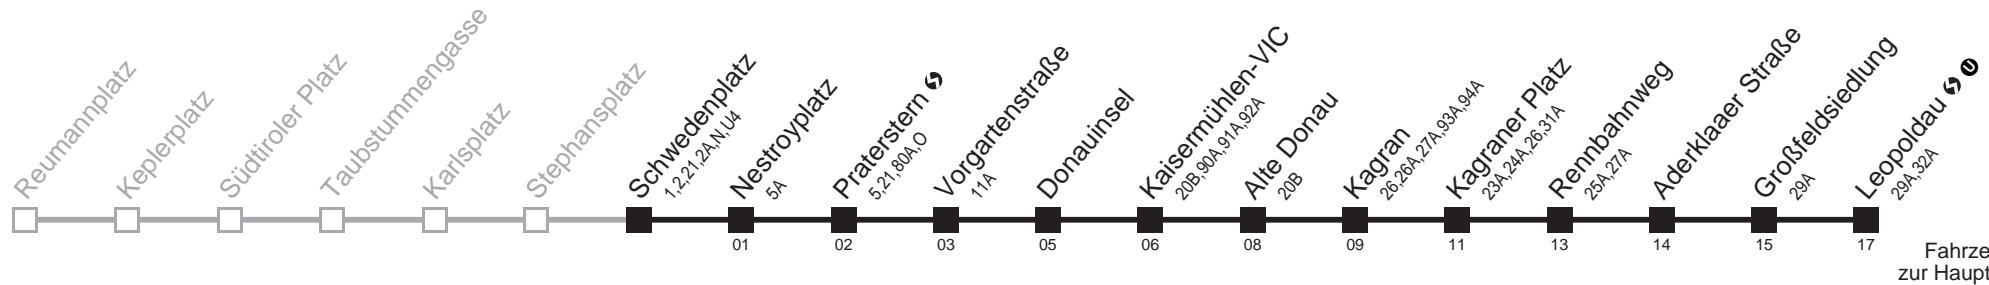 Reumannplatz
Keplerplatz
Südtiroler Platz
Taubstummengasse
Karlsplatz
Stephansplatz
Schwedenplatz
1,2,21,2A,N,U4
Nestroyplatz
5A
Praterstern
5,21,80A,O
Vorgartenstraße
11A
Donauinsel
Kaisermühlen-VIC
20B,90A,91A,92A
Alte Donau
20B
Kagran
26,26A,27A,93A,94A
Kagraner Platz
23A,24A,26,31A
Rennbahnweg
25A,27A
Aderklaaer Straße
Großfeldsiedlung
29A
Leopoldau U
29A,32A
01 02 03 05 06 08 09 11 13 14 15 17
Fahrze
zur Haupt